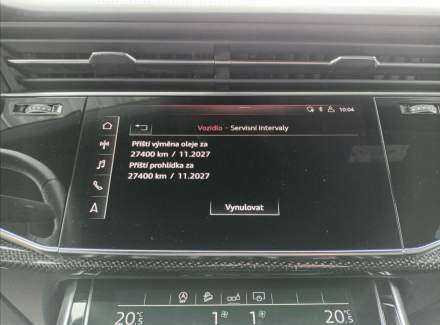 10:04
Vozidlo · Servisní intervaly
Příští výměna oleje za
27400 km / 11.2027
Příští prohlídka za
27400 km / 11.2027
Vynulovat
20°c 1 1 20°c